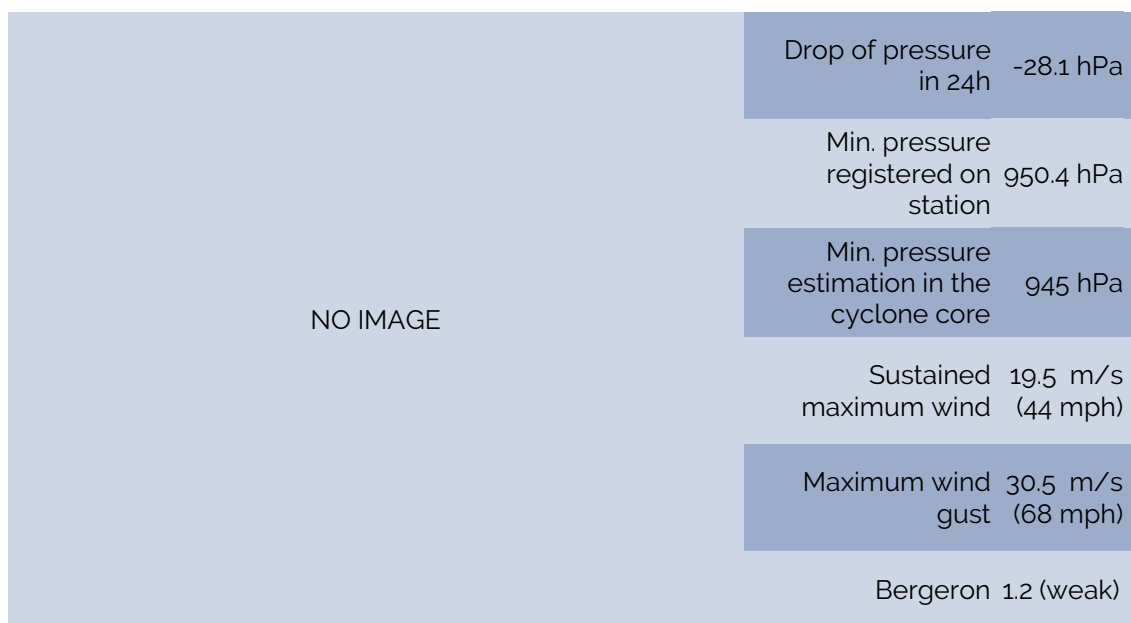 NO IMAGE
Drop of pressure
in 24h
-28.1 hPa
Min. pressure
registered on
station
950.4 hPa
Min. pressure
estimation in the
cyclone core
945 hPa
Sustained
maximum wind
19.5 m/s
(44 mph)
Maximum wind
gust
30.5 m/s
(68 mph)
Bergeron
1.2 (weak)